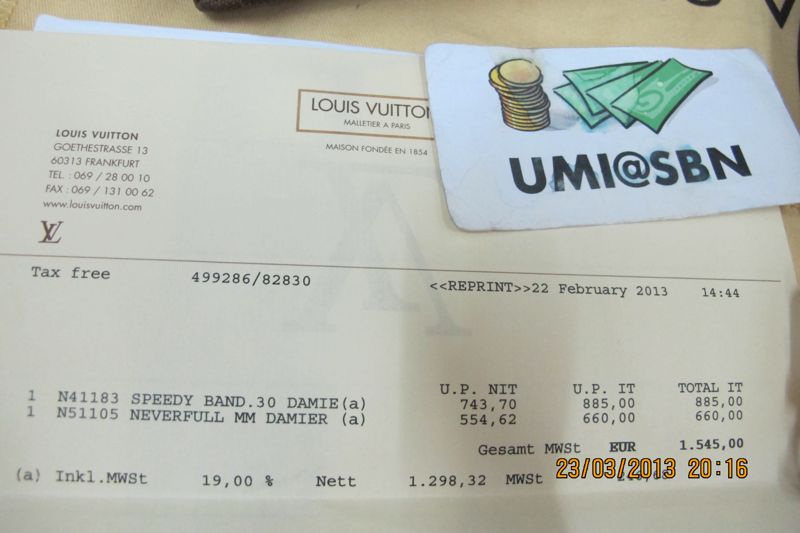 LOUIS VUITTON
GOETHESTRASSE 13
60313 FRANKFURT
TEL : 069 / 28 00 10
FAX : 069 / 131 00 62
www.louisvuitton.com
LV
LOUIS VUITTON
MALLETIER A PARIS
MAISON FONDÉE EN 1854
UMI@SBN
Tax free 499286/82830 <<REPRINT>>22 February 2013 14:44
U.P. NIT U.P. IT TOTAL IT
1 N41183 SPEEDY BAND.30 DAMIE(a) 743,70 885,00 885,00
1 N51105 NEVERFULL MM DAMIER (a) 554,62 660,00 660,00
Gesamt MWSt EUR 1.545,00
(a) Inkl.MWSt 19,00 % Nett 1.298,32 MWSt
23/03/2013 20:16